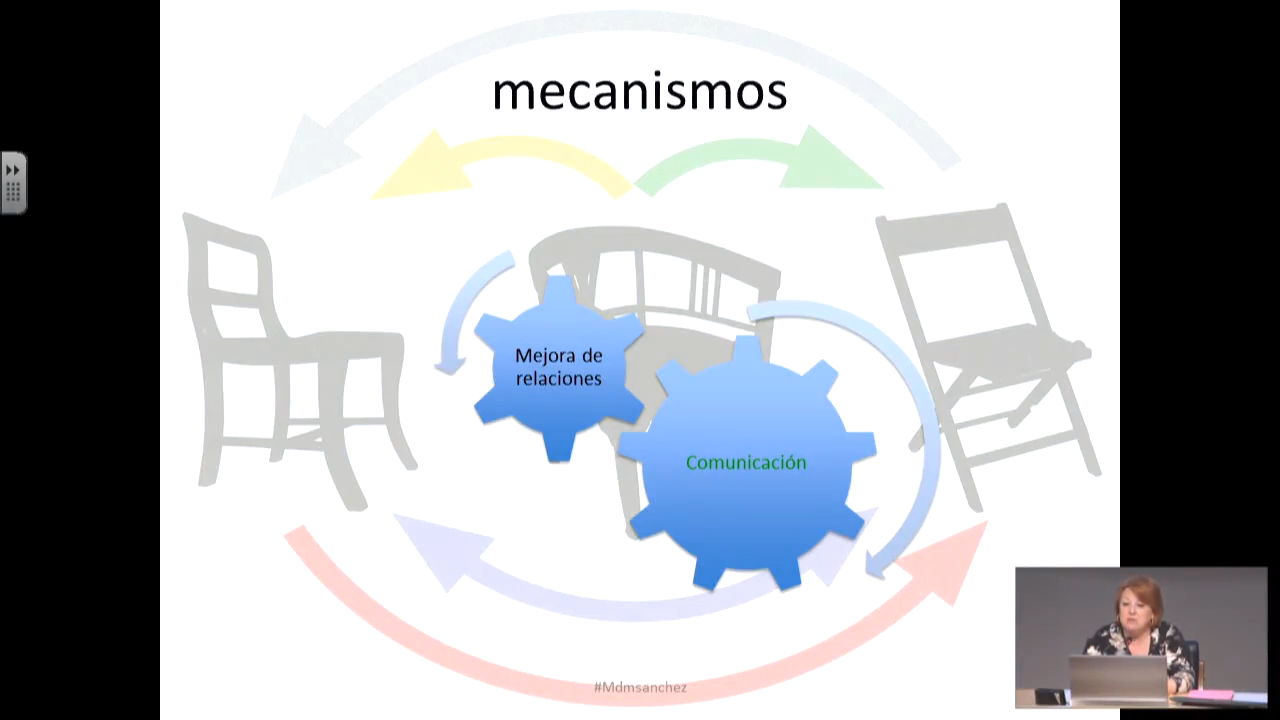 mecanismos
Mejora de
relaciones
Comunicación
#Mdmsanchez